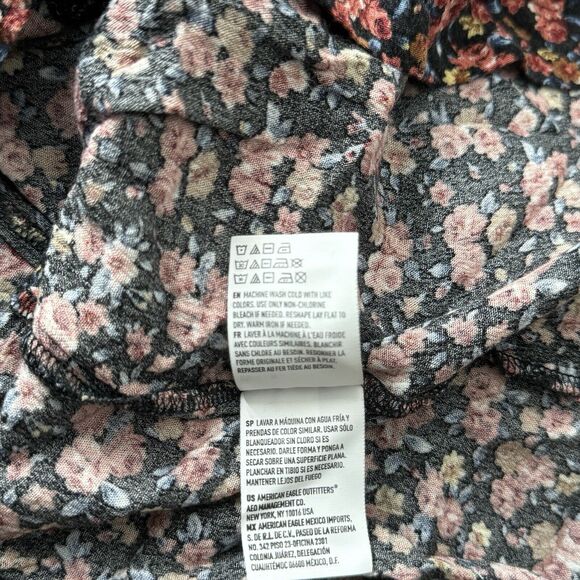 EN MACHINE WASH COLD WITH LIKE
COLORS. USE ONLY NON-CHLORINE
BLEACH IF NEEDED. RESHAPE LAY FLAT TO
DRY. WARM IRON IF NEEDED.
FR LAVER À LA MACHINE À L'EAU FROIDE
AVEC COULEURS SIMILAIRES. BLANCHIR
SANS CHLORE AU BESOIN. REDONNER LA
FORME ORIGINALE ET SÉCHER À PLAT.
REPASSER AU FER TIÈDE AU BESOIN.
SP LAVAR A MÁQUINA CON AGUA FRÍA Y
PRENDAS DE COLOR SIMILAR. USAR SÓLO
BLANQUEADOR SIN CLORO SI ES
NECESARIO. DARLE FORMA Y PONGA A
SECAR SOBRE UNA SUPERFICIE PLANA.
PLANCHAR EN TIBIO SI ES NECESARIO.
MANTENER LEJOS DEL FUEGO
US AMERICAN EAGLE OUTFITTERS®
AEO MANAGEMENT CO.
NEW YORK, NY 10016 USA
MX AMERICAN EAGLE MEXICO IMPORTS,
S. DE R.L. DE C.V., PASEO DE LA REFORMA
NO. 342 PISO 23-OFICINA 2301
COLONIA JUÁREZ, DELEGACIÓN
CUAUHTÉMOC 06600 MÉXICO, D.F.